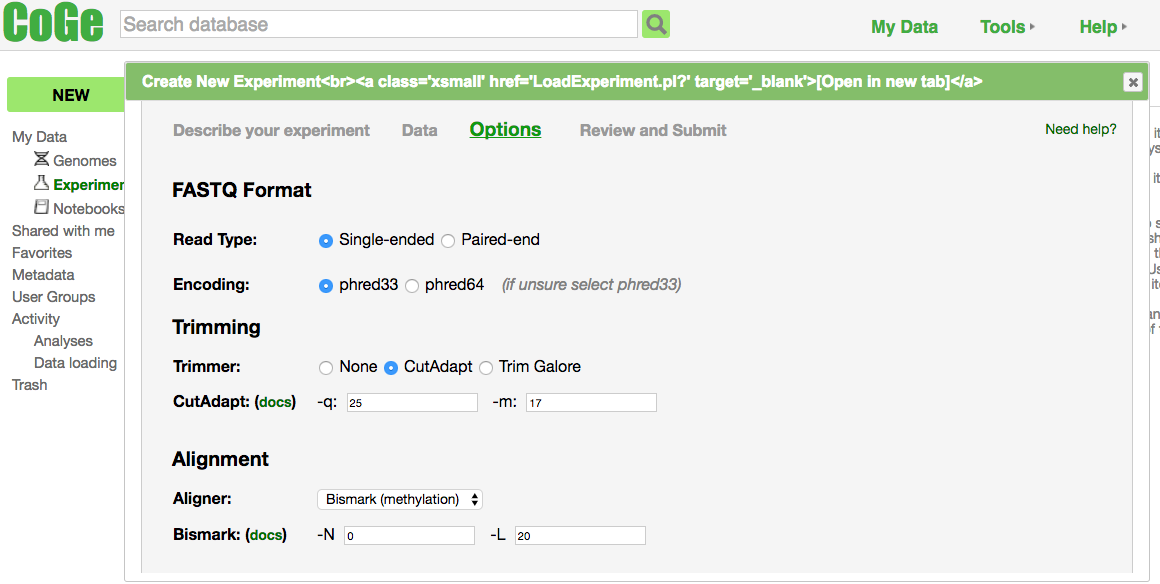 CoGe
Search database
My Data Tools Help
Create New Experiment<br><a class='xsmall' href='LoadExperiment.pl?' target='_blank'>[Open in new tab]</a>
NEW
My Data
Genomes
Experimen
Notebooks
Shared with me
Favorites
Metadata
User Groups
Activity
Analyses
Data loading
Trash
Describe your experiment Data Options Review and Submit Need help?
FASTQ Format
Read Type: Single-ended Paired-end
Encoding: phred33 phred64 (if unsure select phred33)
Trimming
Trimmer: None CutAdapt Trim Galore
CutAdapt: (docs) -q: 25 -m: 17
Alignment
Aligner: Bismark (methylation)
Bismark: (docs) -N 0 -L 20